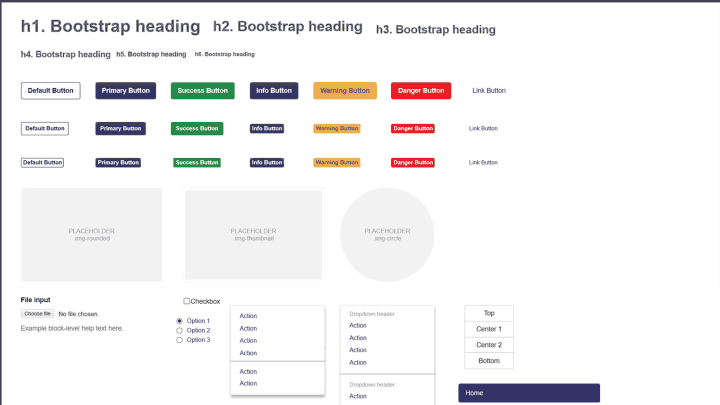 h1. Bootstrap heading h2. Bootstrap heading h3. Bootstrap heading
h4. Bootstrap heading h5. Bootstrap heading h6. Bootstrap heading
Default Button Primary Button Success Button Info Button Warning Button Danger Button Link Button
Default Button Primary Button Success Button Info Button Warning Button Danger Button Link Button
Default Button Primary Button Success Button Info Button Warning Button Danger Button Link Button
PLACEHOLDER
img-rounded
PLACEHOLDER
img-thumbnail
PLACEHOLDER
img-circle
File input
Choose file No file chosen.
Example block-level help text here.
Checkbox
Option 1
Option 2
Option 3
Action
Action
Action
Action
Action
Action
Dropdown header
Action
Action
Action
Action
Dropdown header
Action
Top
Center 1
Center 2
Bottom
Home